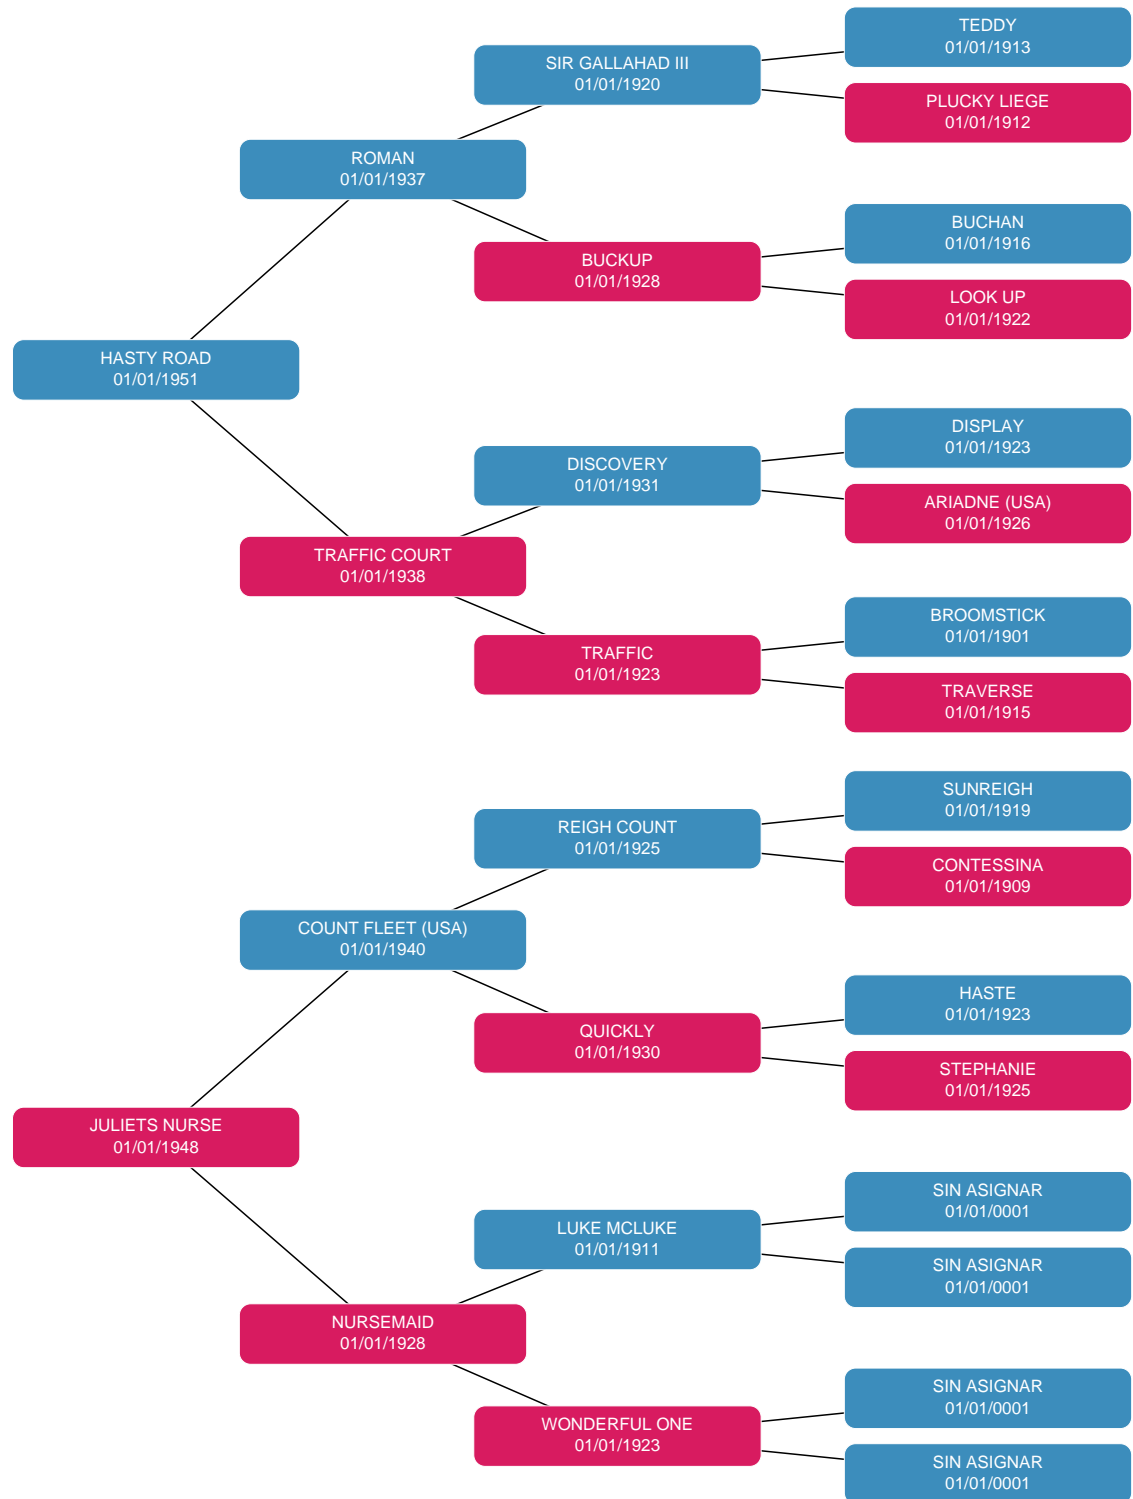 TEDDY
01/01/1913
SIR GALLAHAD III
01/01/1920
PLUCKY LIEGE
01/01/1912
ROMAN
01/01/1937
BUCHAN
01/01/1916
BUCKUP
01/01/1928
LOOK UP
01/01/1922
HASTY ROAD
01/01/1951
DISPLAY
01/01/1923
DISCOVERY
01/01/1931
ARIADNE (USA)
01/01/1926
TRAFFIC COURT
01/01/1938
BROOMSTICK
01/01/1901
TRAFFIC
01/01/1923
TRAVERSE
01/01/1915
SUNREIGH
01/01/1919
REIGH COUNT
01/01/1925
CONTESSINA
01/01/1909
COUNT FLEET (USA)
01/01/1940
HASTE
01/01/1923
QUICKLY
01/01/1930
STEPHANIE
01/01/1925
JULIETS NURSE
01/01/1948
SIN ASIGNAR
01/01/0001
LUKE MCLUKE
01/01/1911
SIN ASIGNAR
01/01/0001
NURSEMAID
01/01/1928
SIN ASIGNAR
01/01/0001
WONDERFUL ONE
01/01/1923
SIN ASIGNAR
01/01/0001